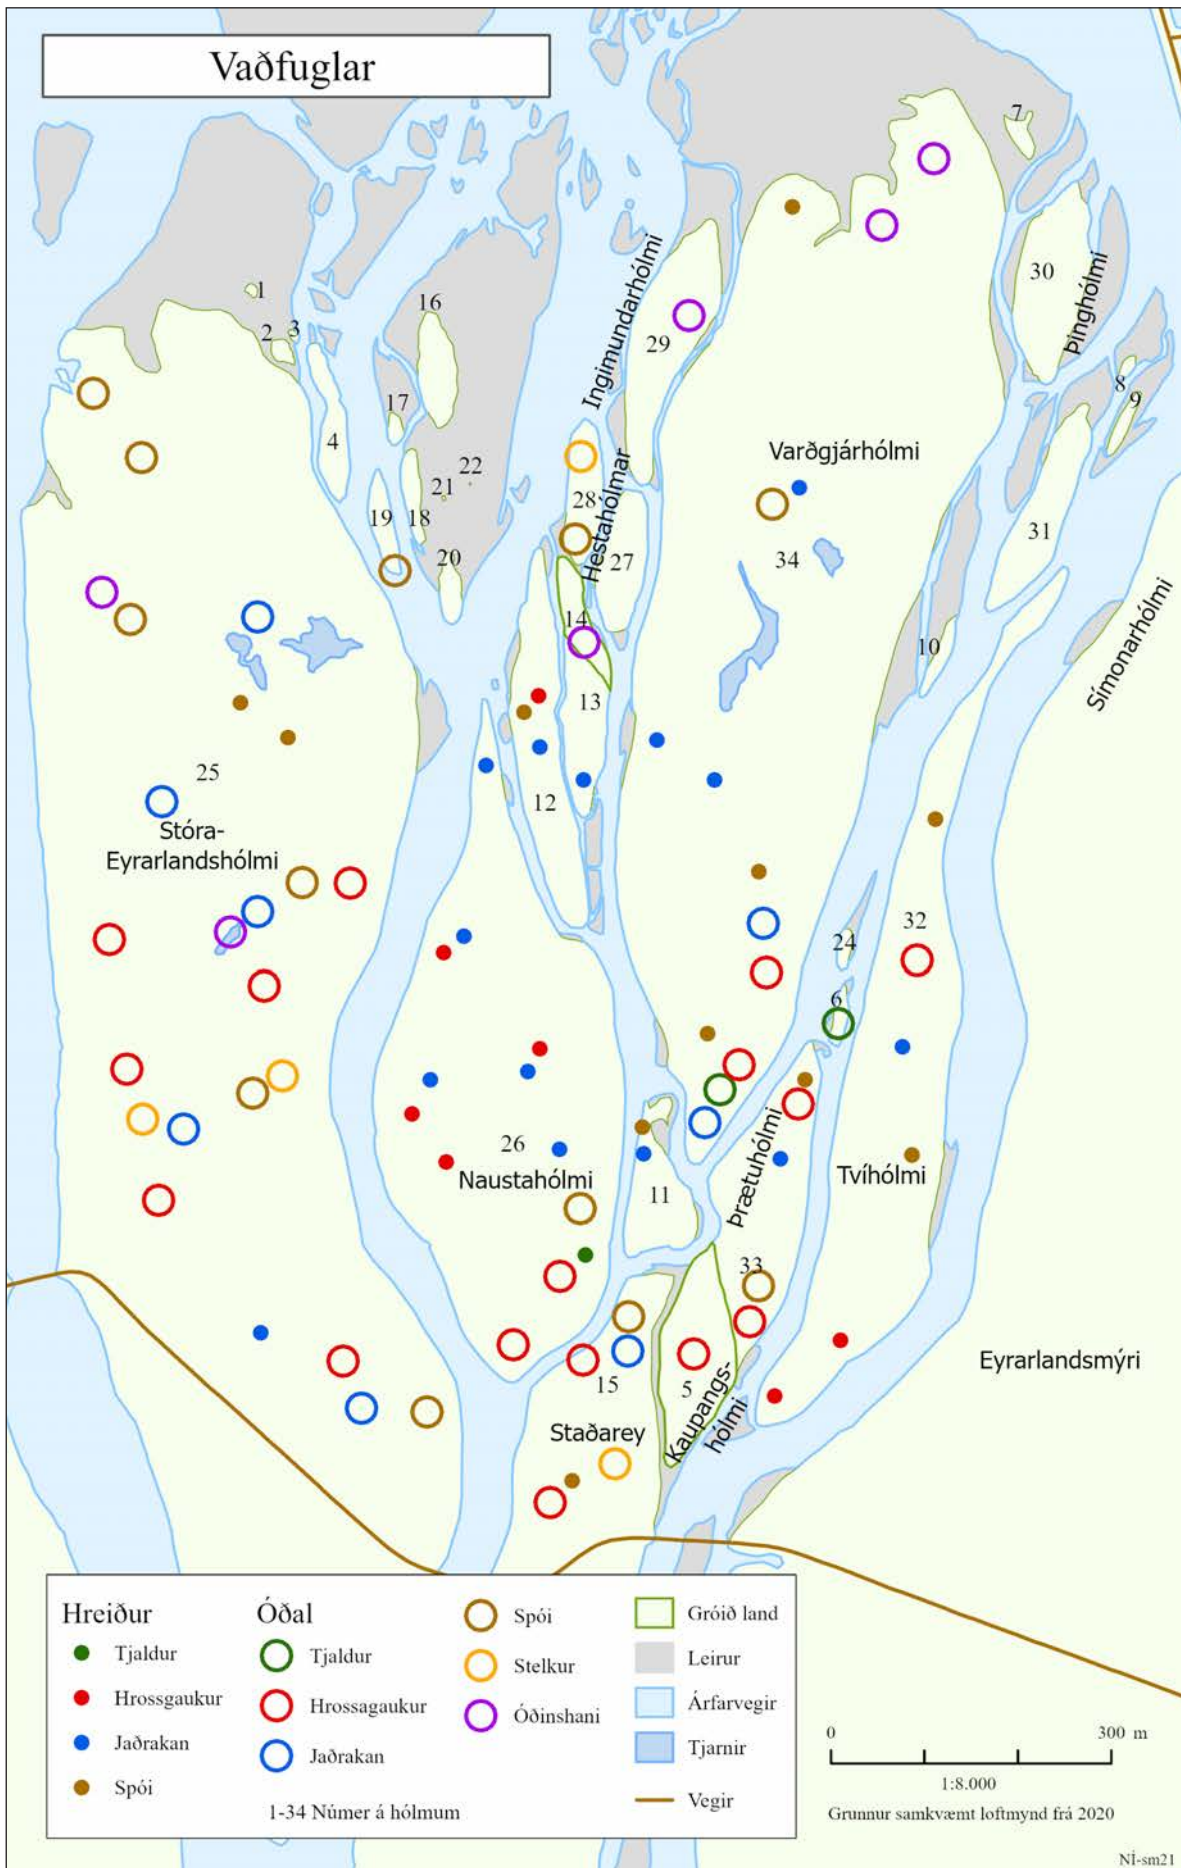 Vaðfuglar
7
30
Þinghólmi
1
2
3
16
Ingimundarhólmi
29
8
9
17
4
Varðgjárhólmi
22
21
28
Hestahólmar
19
18
31
34
27
20
14
10
Símonarhólmi
13
25
12
Stóra-
Eyrarlandshólmi
32
24
6
26
Naustahólmi
11
Þrætuhólmi
Tvíhólmi
33
15
5
Kaupangs-
hólmi
Eyrarlandsmýri
Staðarey
Hreiður
Tjaldur
Hrossgaukur
Jaðrakan
Spói
Óðal
Tjaldur
Hrossagaukur
Jaðrakan
1-34 Númer á hólmum
Spói
Stelkur
Óðinshani
Gróið land
Leirur
Árfarvegir
Tjarnir
Vegir
0 300 m
1:8.000
Grunnur samkvæmt loftmynd frá 2020
NÍ-sm21